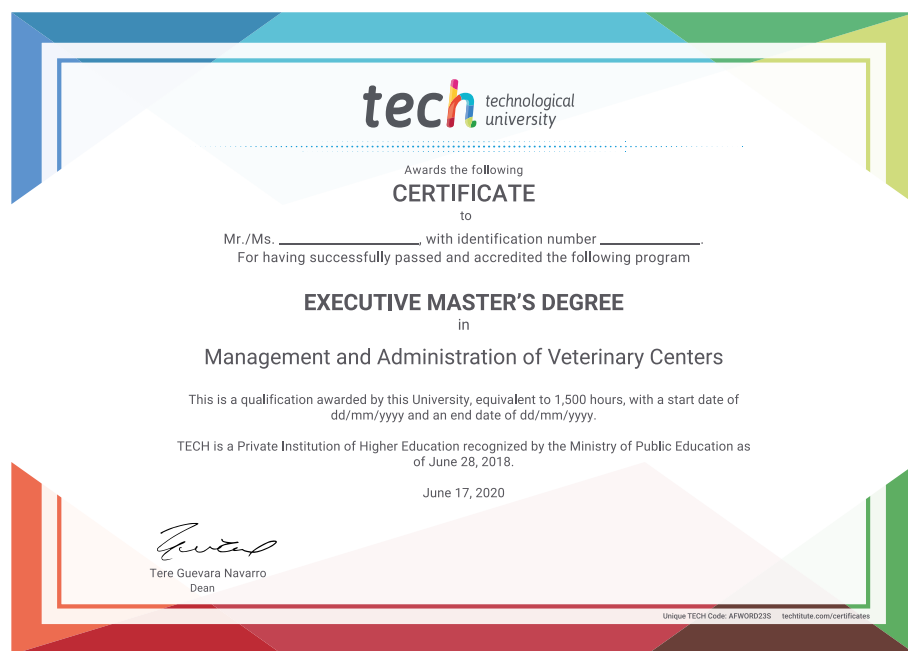 tech technological
university
Awards the following
CERTIFICATE
to
Mr./Ms. ____________, with identification number ____________.
For having successfully passed and accredited the following program
EXECUTIVE MASTER'S DEGREE
in
Management and Administration of Veterinary Centers
This is a qualification awarded by this University, equivalent to 1,500 hours, with a start date of
dd/mm/yyyy and an end date of dd/mm/yyyy.
TECH is a Private Institution of Higher Education recognized by the Ministry of Public Education as
of June 28, 2018.
June 17, 2020
Tere Guevara Navarro
Dean
Unique TECH Code: AFWORD23S techtitute.com/certificates